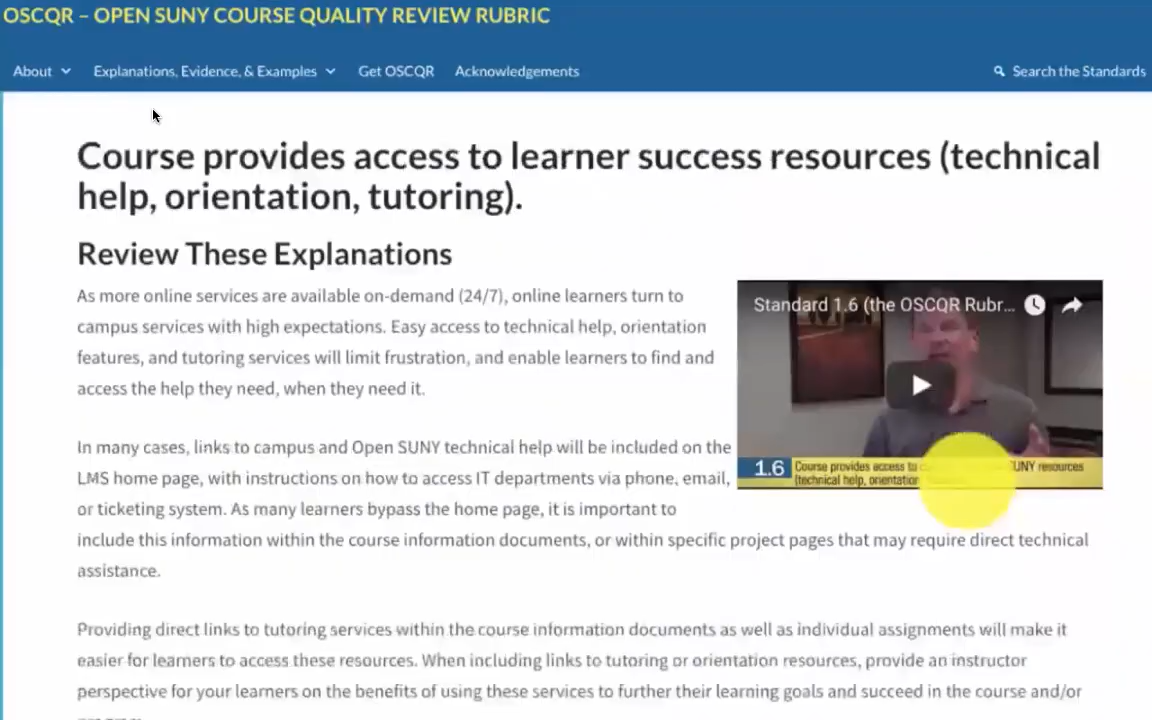 OSCQR – OPEN SUNY COURSE QUALITY REVIEW RUBRIC
About Explanations, Evidence, & Examples Get OSCQR Acknowledgements Search the Standards
Course provides access to learner success resources (technical
help, orientation, tutoring).
Review These Explanations
As more online services are available on-demand (24/7), online learners turn to
campus services with high expectations. Easy access to technical help, orientation
features, and tutoring services will limit frustration, and enable learners to find and
access the help they need, when they need it.
Standard 1.6 (the OSCQR Rubr...
1.6 Course provides access to SUNY resources
(technical help, orientation
In many cases, links to campus and Open SUNY technical help will be included on the
LMS home page, with instructions on how to access IT departments via phone, email,
or ticketing system. As many learners bypass the home page, it is important to
include this information within the course information documents, or within specific project pages that may require direct technical
assistance.
Providing direct links to tutoring services within the course information documents as well as individual assignments will make it
easier for learners to access these resources. When including links to tutoring or orientation resources, provide an instructor
perspective for your learners on the benefits of using these services to further their learning goals and succeed in the course and/or